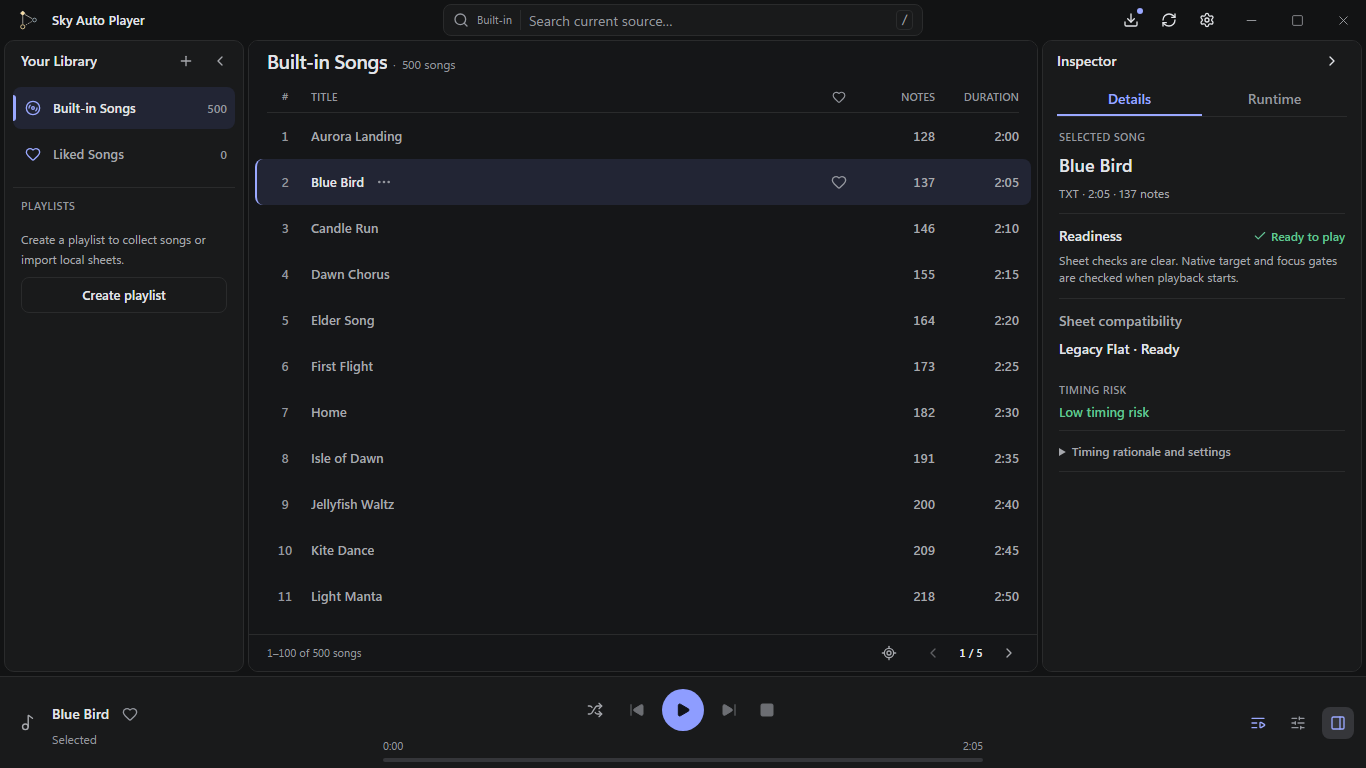 Sky Auto Player
Built-in
Search current source...
/
Your Library
Built-in Songs 500
Liked Songs 0
PLAYLISTS
Create a playlist to collect songs or
import local sheets.
Create playlist
Built-in Songs · 500 songs
# TITLE NOTES DURATION
1 Aurora Landing 128 2:00
2 Blue Bird ··· 137 2:05
3 Candle Run 146 2:10
4 Dawn Chorus 155 2:15
5 Elder Song 164 2:20
6 First Flight 173 2:25
7 Home 182 2:30
8 Isle of Dawn 191 2:35
9 Jellyfish Waltz 200 2:40
10 Kite Dance 209 2:45
11 Light Manta 218 2:50
1–100 of 500 songs
1 / 5
Inspector
Details Runtime
SELECTED SONG
Blue Bird
TXT · 2:05 · 137 notes
Readiness Ready to play
Sheet checks are clear. Native target and focus gates
are checked when playback starts.
Sheet compatibility
Legacy Flat · Ready
TIMING RISK
Low timing risk
Timing rationale and settings
Blue Bird
Selected
0:00 2:05